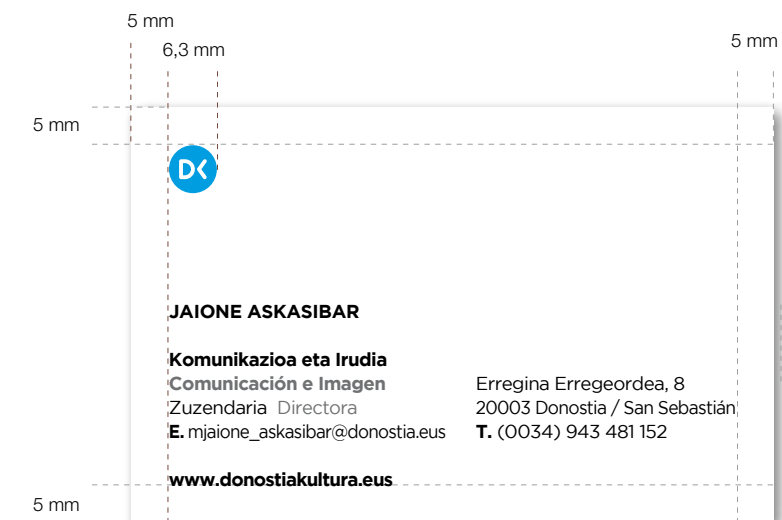 5 mm
6,3 mm
5 mm
5 mm
DK
JAIONE ASKASIBAR
Komunikazioa eta Irudia
Comunicación e Imagen
Zuzendaria Directora
E. mjaione_askasibar@donostia.eus
Erregina Erregeordea, 8
20003 Donostia / San Sebastián
T. (0034) 943 481 152
www.donostiakultura.eus
5 mm